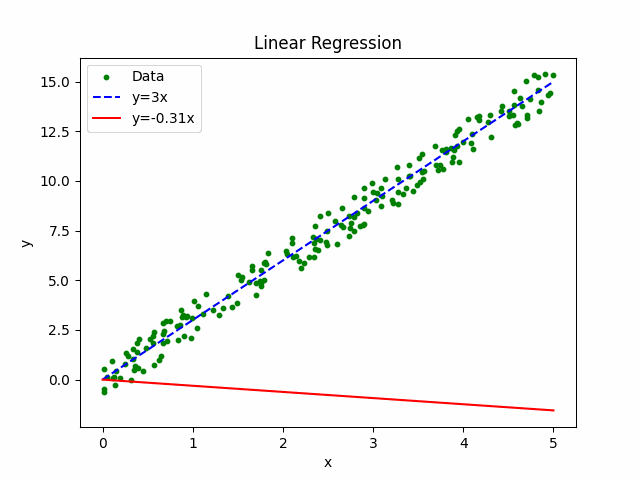 Linear Regression
Data
y=3x
y=-0.31x
15.0
12.5
10.0
7.5
5.0
2.5
0.0
y
0 1 2 3 4 5
x